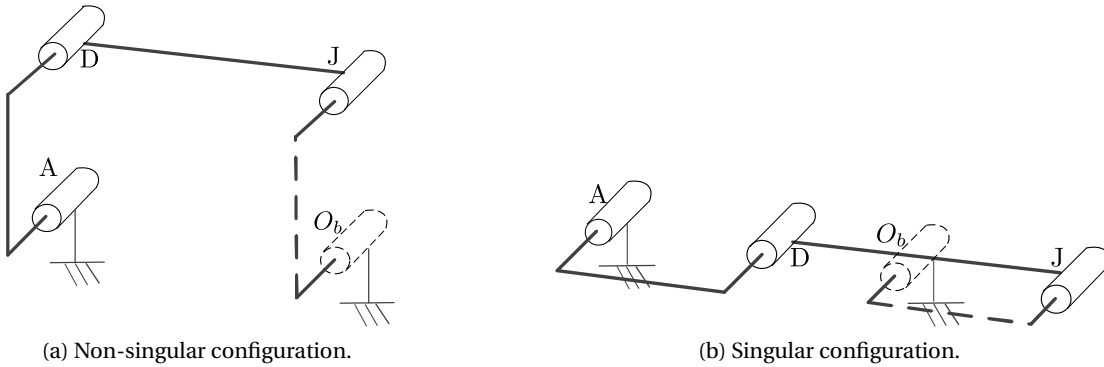 D
J
A
O_b
A
D
O_b
J
(a) Non-singular configuration.
(b) Singular configuration.